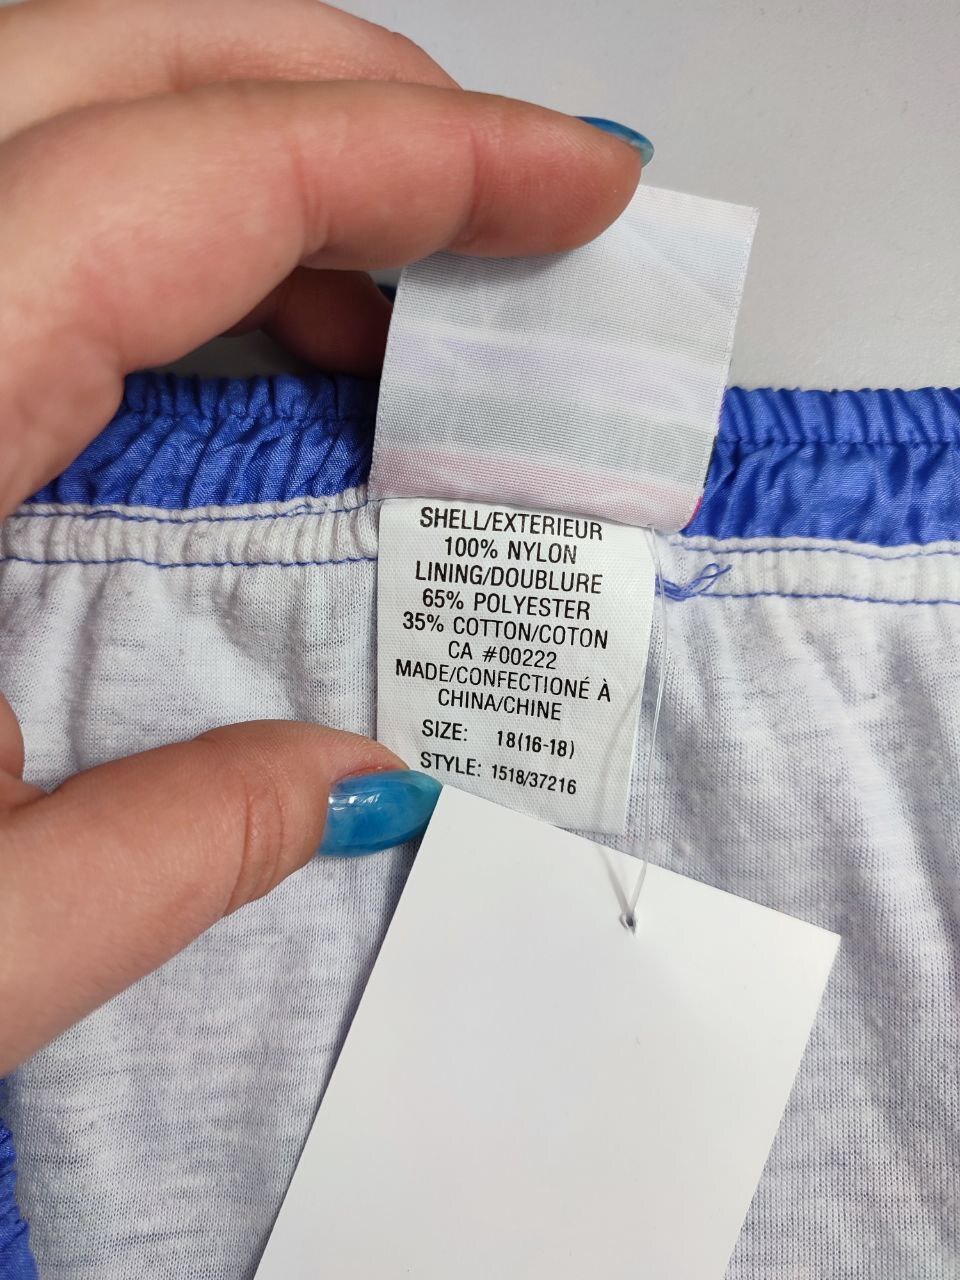 SHELL/EXTERIEUR
100% NYLON
LINING/DOUBLURE
65% POLYESTER
35% COTTON/COTON
CA #00222
MADE/CONFECTIONÉ À
CHINA/CHINE
SIZE: 18(16-18)
STYLE: 1518/37216